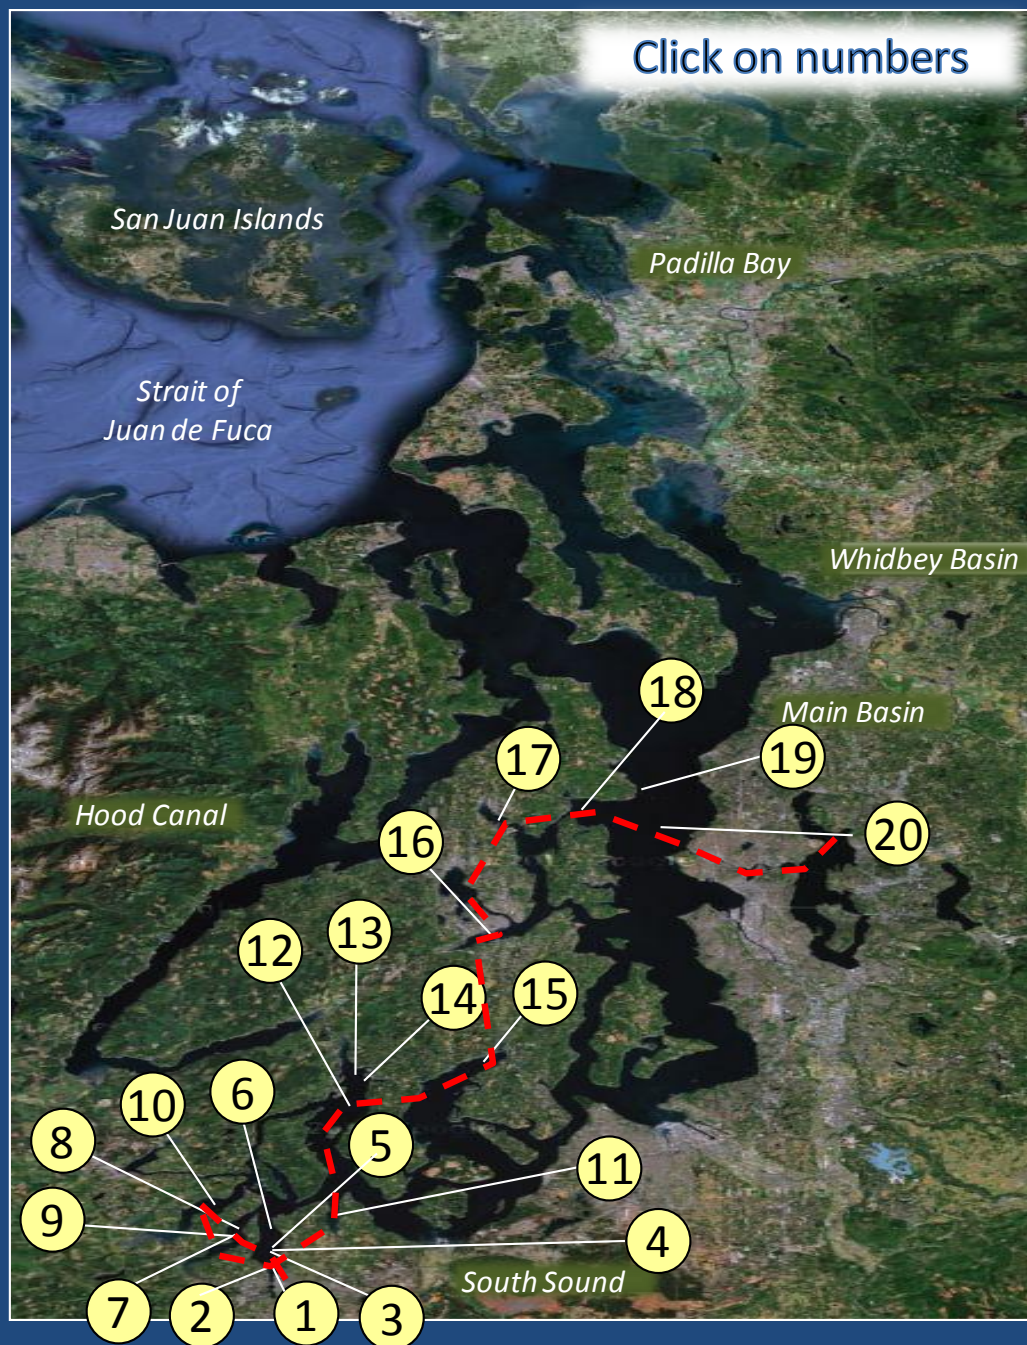 Click on numbers
San Juan Islands
Padilla Bay
Strait of
Juan de Fuca
Whidbey Basin
18
Main Basin
17
19
Hood Canal
16
20
13
12
14
15
10
6
8
5
11
9
4
South Sound
7
2
1
3